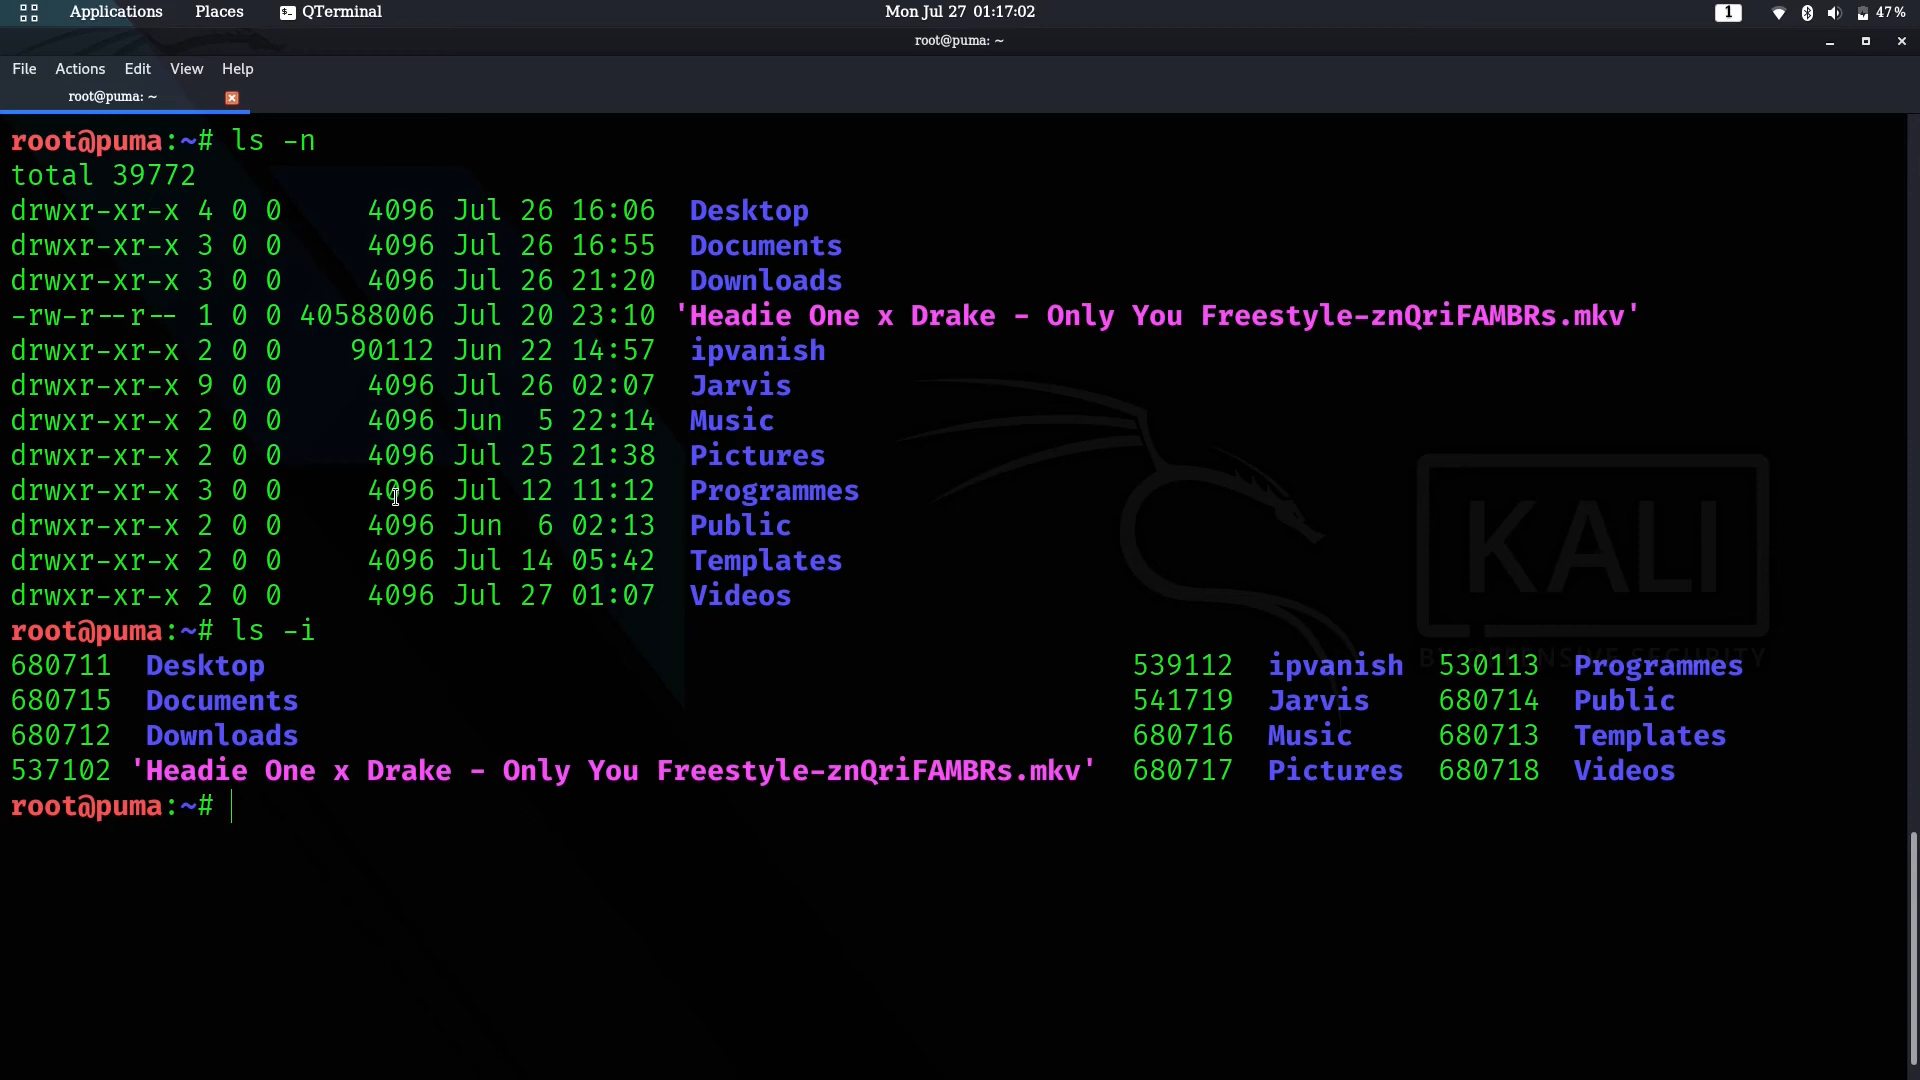 Applications Places QTerminal Mon Jul 27 01:17:02 1 47%
root@puma: ~
File Actions Edit View Help
root@puma: ~
root@puma:~# ls -n
total 39772
drwxr-xr-x 4 0 0     4096 Jul 26 16:06  Desktop
drwxr-xr-x 3 0 0     4096 Jul 26 16:55  Documents
drwxr-xr-x 3 0 0     4096 Jul 26 21:20  Downloads
-rw-r--r-- 1 0 0 40588006 Jul 20 23:10 'Headie One x Drake - Only You Freestyle-znQriFAMBRs.mkv'
drwxr-xr-x 2 0 0    90112 Jun 22 14:57  ipvanish
drwxr-xr-x 9 0 0     4096 Jul 26 02:07  Jarvis
drwxr-xr-x 2 0 0     4096 Jun  5 22:14  Music
drwxr-xr-x 2 0 0     4096 Jul 25 21:38  Pictures
drwxr-xr-x 3 0 0     4096 Jul 12 11:12  Programmes
drwxr-xr-x 2 0 0     4096 Jun  6 02:13  Public
drwxr-xr-x 2 0 0     4096 Jul 14 05:42  Templates
drwxr-xr-x 2 0 0     4096 Jul 27 01:07  Videos
root@puma:~# ls -i
680711  Desktop 539112  ipvanish 530113  Programmes
680715  Documents 541719  Jarvis 680714  Public
680712  Downloads 680716  Music 680713  Templates
537102 'Headie One x Drake - Only You Freestyle-znQriFAMBRs.mkv' 680717  Pictures 680718  Videos
root@puma:~#
KALI
BY OFFENSIVE SECURITY